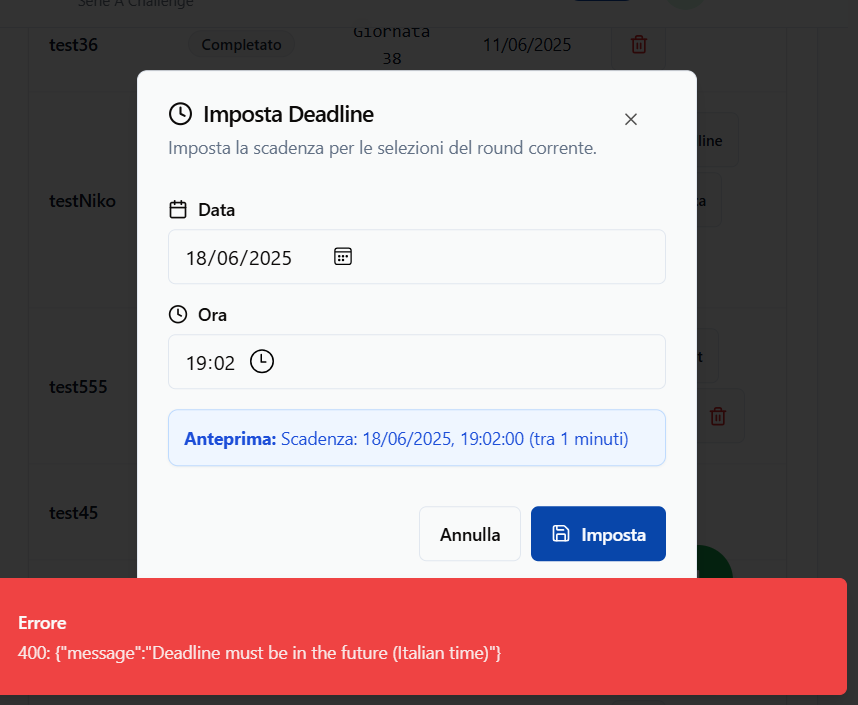 Serie A Challenge
test36
Completato
Giornata
38
11/06/2025
Imposta Deadline
Imposta la scadenza per le selezioni del round corrente.
line
testNiko
Data
18/06/2025
Ora
19:02
test555
Anteprima: Scadenza: 18/06/2025, 19:02:00 (tra 1 minuti)
test45
Annulla
Imposta
Errore
400: {"message":"Deadline must be in the future (Italian time)"}